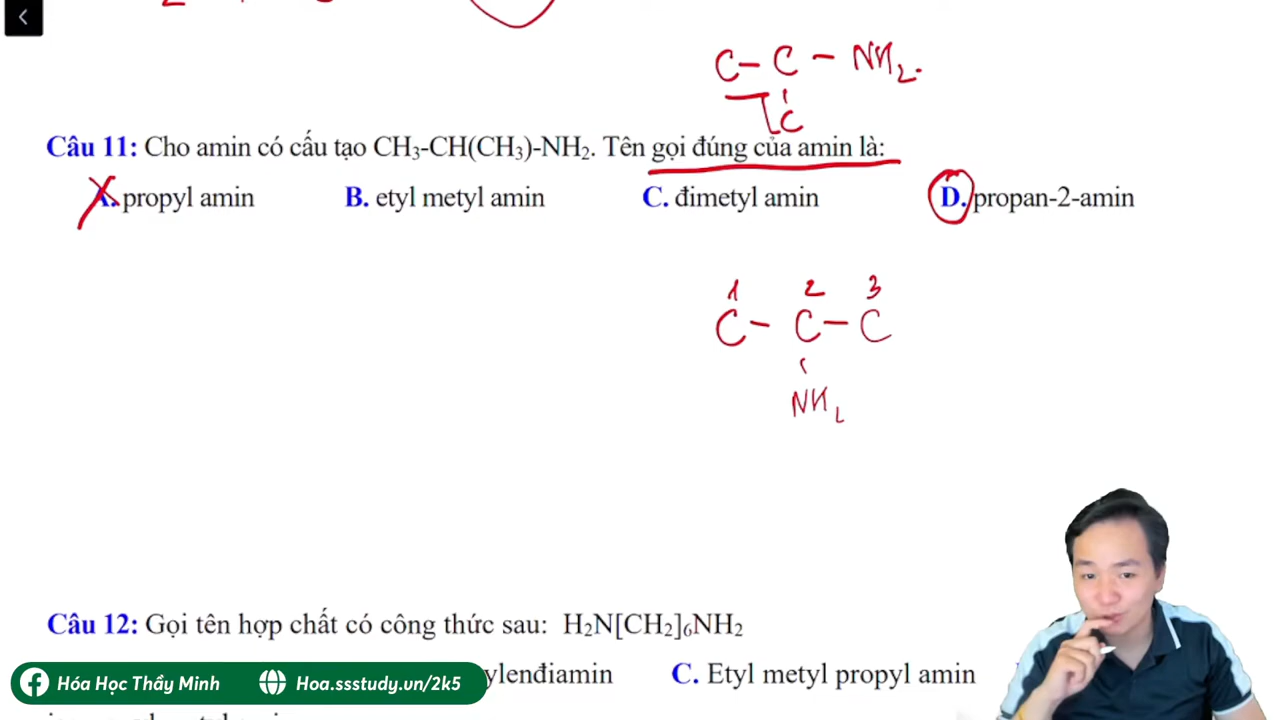 C-C-NH₂.
C
Câu 11: Cho amin có cấu tạo CH₃-CH(CH₃)-NH₂. Tên gọi đúng của amin là:
A. propyl amin B. etyl metyl amin C. đimetyl amin D. propan-2-amin
1 2 3
C-C-C
NH₂
Câu 12: Gọi tên hợp chất có công thức sau: H₂N[CH₂]₆NH₂
ylenđiamin C. Etyl metyl propyl amin
Hóa Học Thầy Minh Hoa.ssstudy.vn/2k5